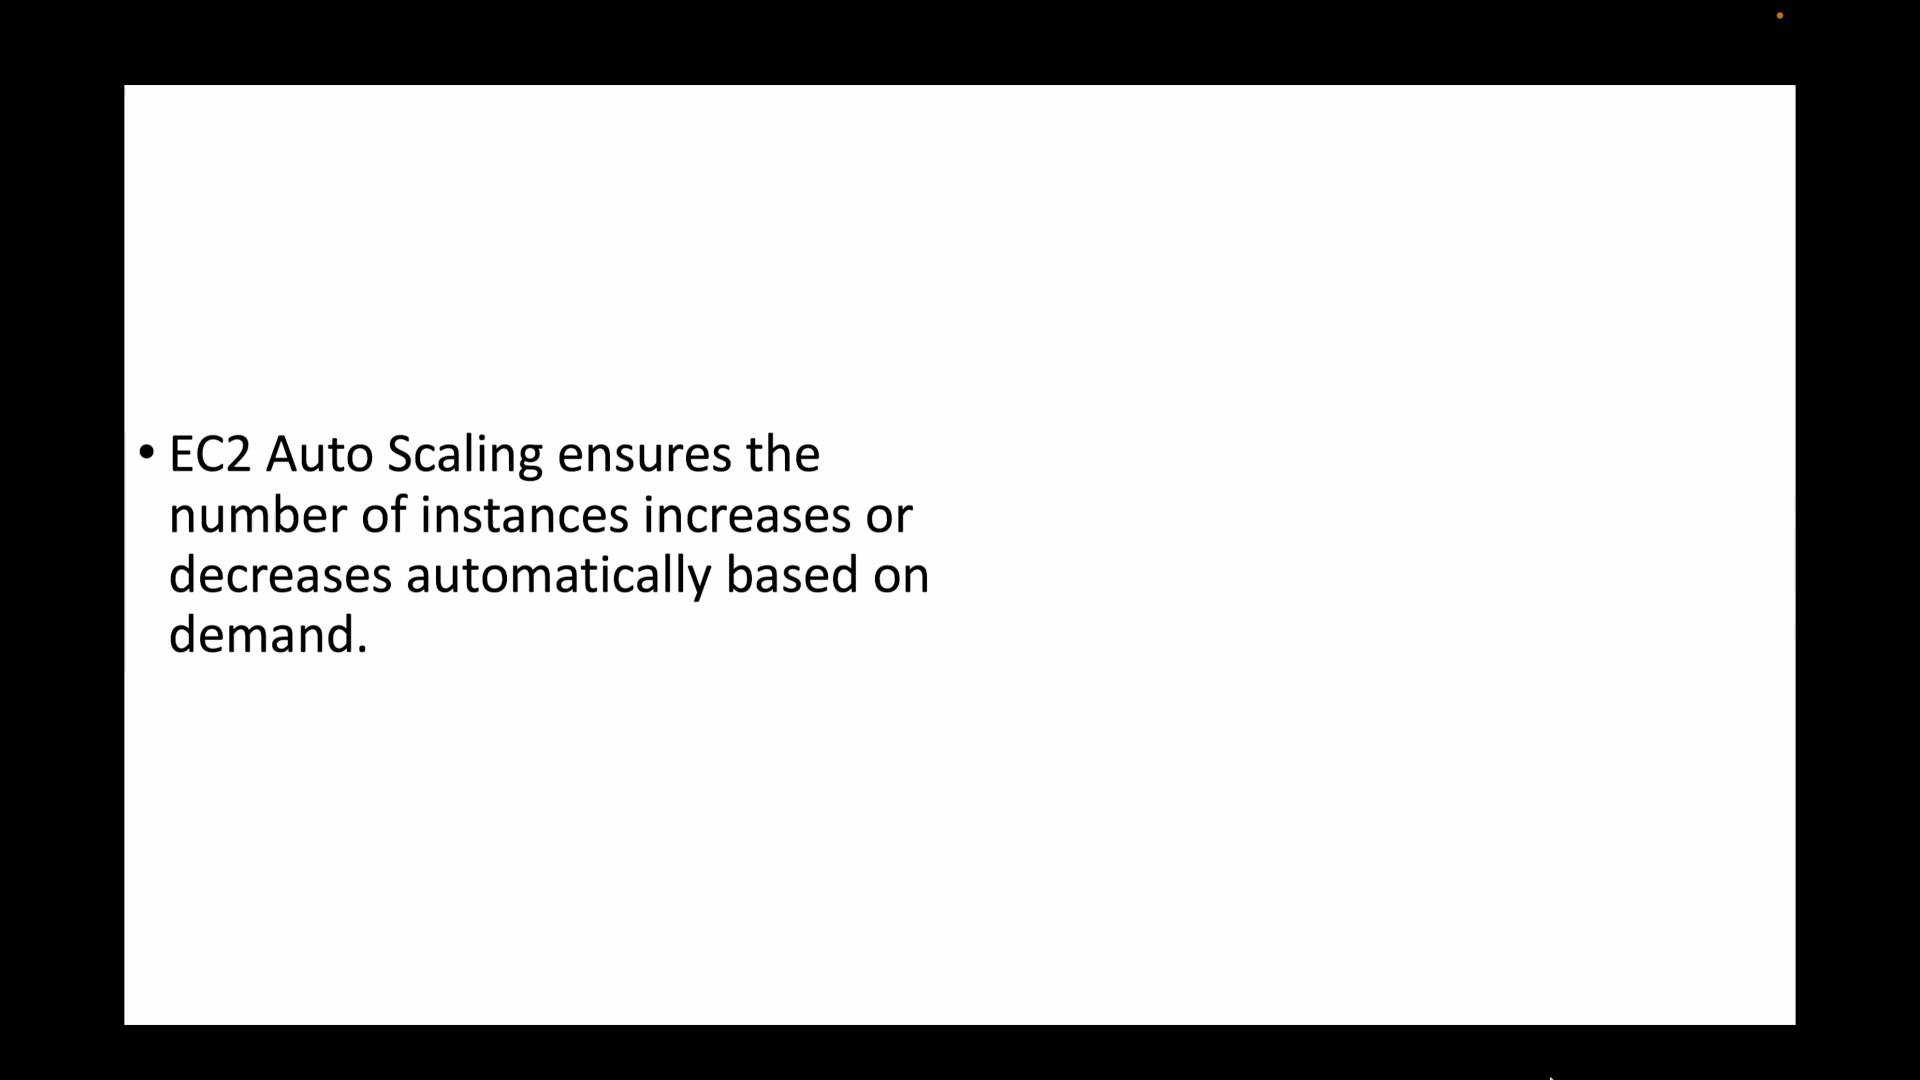 • EC2 Auto Scaling ensures the
number of instances increases or
decreases automatically based on
demand.